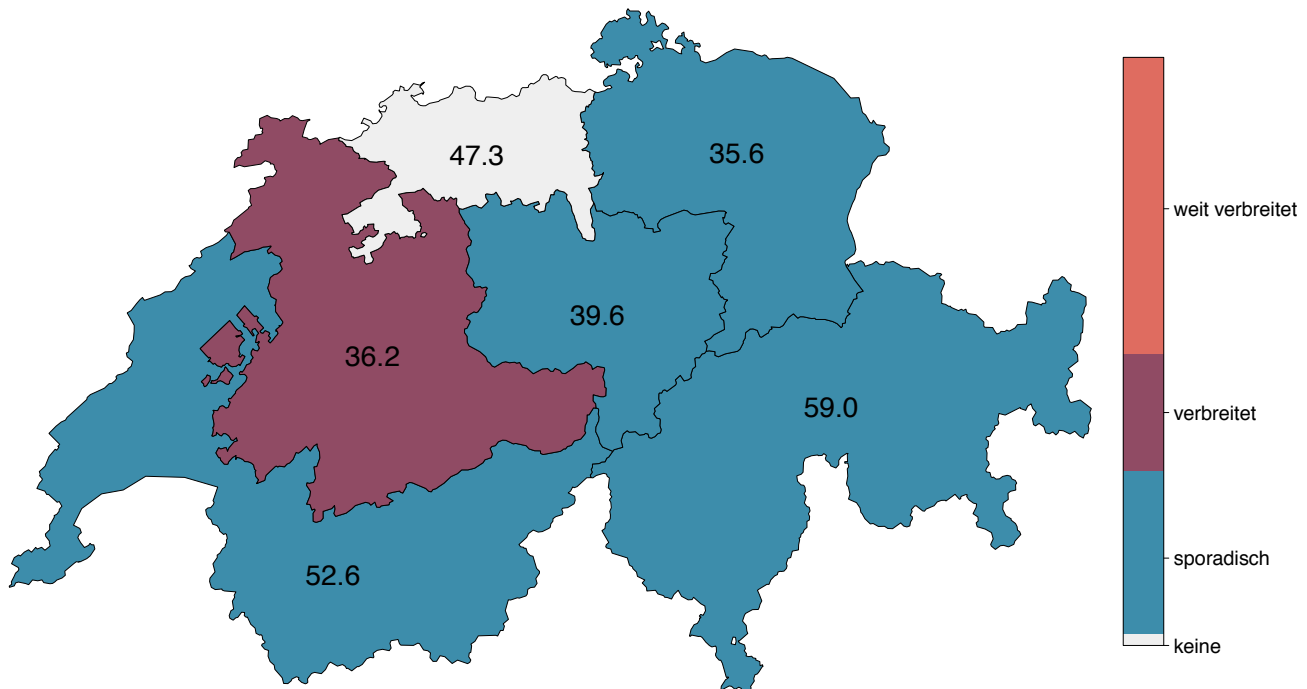 47.3
35.6
39.6
36.2
59.0
52.6
weit verbreitet
verbreitet
sporadisch
keine